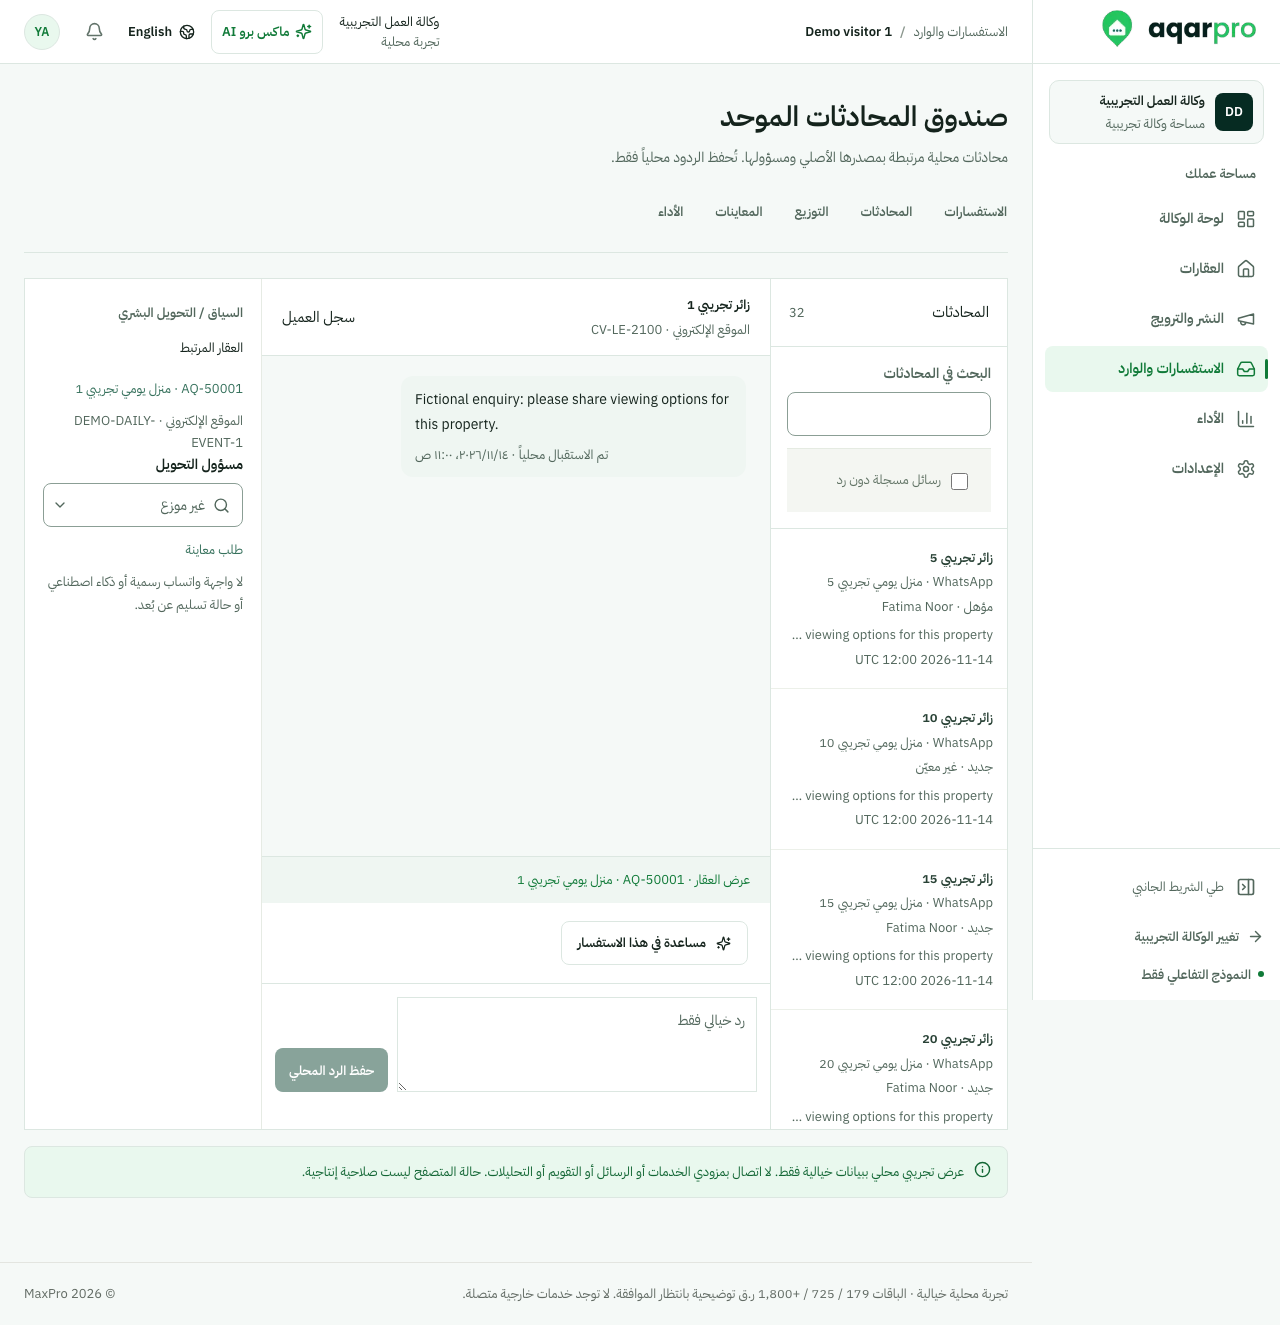 aqarpro
DD
وكالة العمل التجريبية
مساحة وكالة تجريبية
مساحة عملك
لوحة الوكالة
العقارات
النشر والترويج
الاستفسارات والوارد
الأداء
الإعدادات
طي الشريط الجانبي
تغيير الوكالة التجريبية
النموذج التفاعلي فقط
الاستفسارات والوارد / Demo visitor 1
وكالة العمل التجريبية
تجربة محلية
ماكس برو AI
English
YA
صندوق المحادثات الموحد
محادثات محلية مرتبطة بمصدرها الأصلي ومسؤولها. تُحفظ الردود محلياً فقط.
الاستفسارات
المحادثات
التوزيع
المعاينات
الأداء
المحادثات
32
البحث في المحادثات
رسائل مسجلة دون رد
زائر تجريبي 5
WhatsApp · منزل يومي تجريبي 5
مؤهل · Fatima Noor
... viewing options for this property
UTC 12:00 2026-11-14
زائر تجريبي 10
WhatsApp · منزل يومي تجريبي 10
جديد · غير معيّن
... viewing options for this property
UTC 12:00 2026-11-14
زائر تجريبي 15
WhatsApp · منزل يومي تجريبي 15
جديد · Fatima Noor
... viewing options for this property
UTC 12:00 2026-11-14
زائر تجريبي 20
WhatsApp · منزل يومي تجريبي 20
جديد · Fatima Noor
... viewing options for this property
زائر تجريبي 1
الموقع الإلكتروني · CV-LE-2100
سجل العميل
Fictional enquiry: please share viewing options for
this property.
تم الاستقبال محلياً · ٢٠٢٦/١١/١٤، ١١:٠٠ ص
عرض العقار · AQ-50001 · منزل يومي تجريبي 1
مساعدة في هذا الاستفسار
رد خيالي فقط
حفظ الرد المحلي
السياق / التحويل البشري
العقار المرتبط
AQ-50001 · منزل يومي تجريبي 1
الموقع الإلكتروني · DEMO-DAILY-
EVENT-1
مسؤول التحويل
غير موزع
طلب معاينة
لا واجهة واتساب رسمية أو ذكاء اصطناعي
أو حالة تسليم عن بُعد.
عرض تجريبي محلي ببيانات خيالية فقط. لا اتصال بمزودي الخدمات أو الرسائل أو التقويم أو التحليلات. حالة المتصفح ليست صلاحية إنتاجية.
تجربة محلية خيالية · الباقات 179 / 725 / +1,800 ر.ق توضيحية بانتظار الموافقة. لا توجد خدمات خارجية متصلة.
© 2026 MaxPro